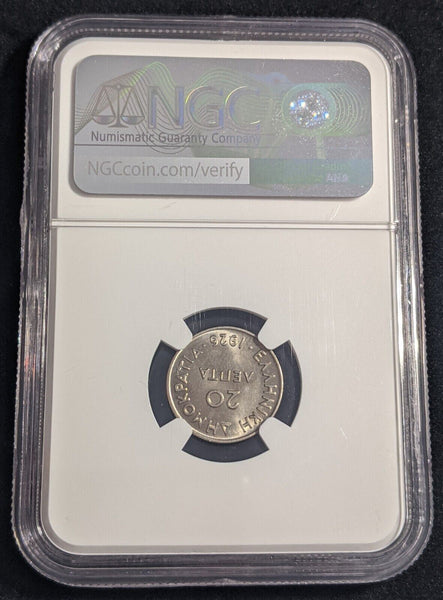 NGC
Numismatic Guaranty Company
NGCcoin.com/verify
ΕΛΛΗΝΙΚΗ ΔΗΜΟΚΡΑΤΙΑ
20
ΛΕΠΤΑ
1926